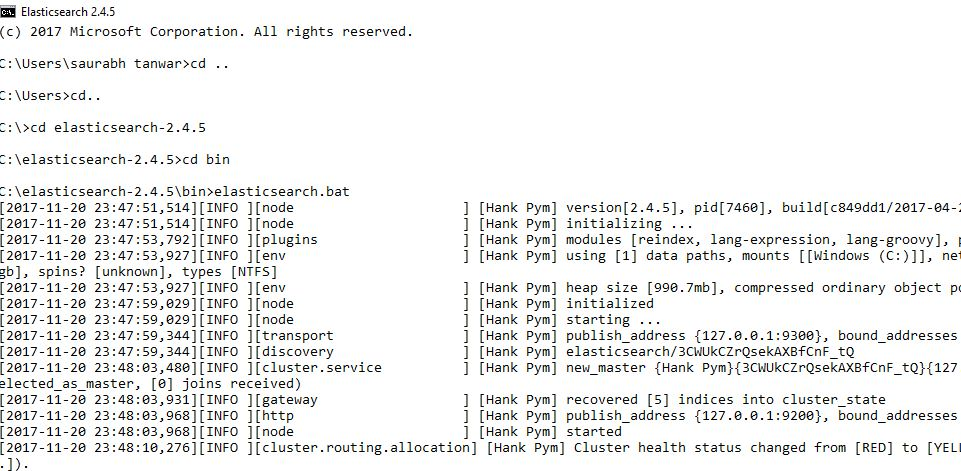 Elasticsearch 2.4.5
(c) 2017 Microsoft Corporation. All rights reserved.
C:\Users\saurabh tanwar>cd ..
C:\Users>cd..
C:\>cd elasticsearch-2.4.5
C:\elasticsearch-2.4.5>cd bin
C:\elasticsearch-2.4.5\bin>elasticsearch.bat
[2017-11-20 23:47:51,514][INFO ][node                     ] [Hank Pym] version[2.4.5], pid[7460], build[c849dd1/2017-04-2
[2017-11-20 23:47:51,514][INFO ][node                     ] [Hank Pym] initializing ...
[2017-11-20 23:47:53,792][INFO ][plugins                  ] [Hank Pym] modules [reindex, lang-expression, lang-groovy], p
[2017-11-20 23:47:53,927][INFO ][env                      ] [Hank Pym] using [1] data paths, mounts [[Windows (C:)]], net
gb], spins? [unknown], types [NTFS]
[2017-11-20 23:47:53,927][INFO ][env                      ] [Hank Pym] heap size [990.7mb], compressed ordinary object po
[2017-11-20 23:47:59,029][INFO ][node                     ] [Hank Pym] initialized
[2017-11-20 23:47:59,029][INFO ][node                     ] [Hank Pym] starting ...
[2017-11-20 23:47:59,344][INFO ][transport                ] [Hank Pym] publish_address {127.0.0.1:9300}, bound_addresses
[2017-11-20 23:47:59,344][INFO ][discovery                ] [Hank Pym] elasticsearch/3CWUkCZrQsekAXBfCnF_tQ
[2017-11-20 23:48:03,480][INFO ][cluster.service          ] [Hank Pym] new_master {Hank Pym}{3CWUkCZrQsekAXBfCnF_tQ}{127
elected_as_master, [0] joins received)
[2017-11-20 23:48:03,931][INFO ][gateway                  ] [Hank Pym] recovered [5] indices into cluster_state
[2017-11-20 23:48:03,968][INFO ][http                     ] [Hank Pym] publish_address {127.0.0.1:9200}, bound_addresses
[2017-11-20 23:48:03,968][INFO ][node                     ] [Hank Pym] started
[2017-11-20 23:48:10,276][INFO ][cluster.routing.allocation] [Hank Pym] Cluster health status changed from [RED] to [YELL
.]).